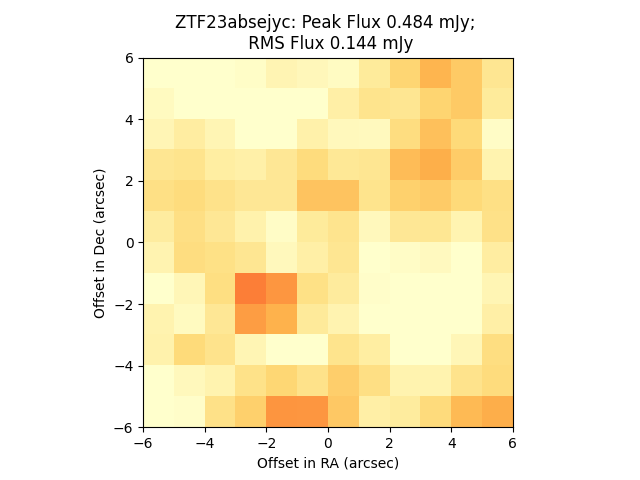 ZTF23absejyc: Peak Flux 0.484 mJy;
RMS Flux 0.144 mJy
6
4
2
0
−2
−4
−6
Offset in Dec (arcsec)
−6 −4 −2 0 2 4 6
Offset in RA (arcsec)